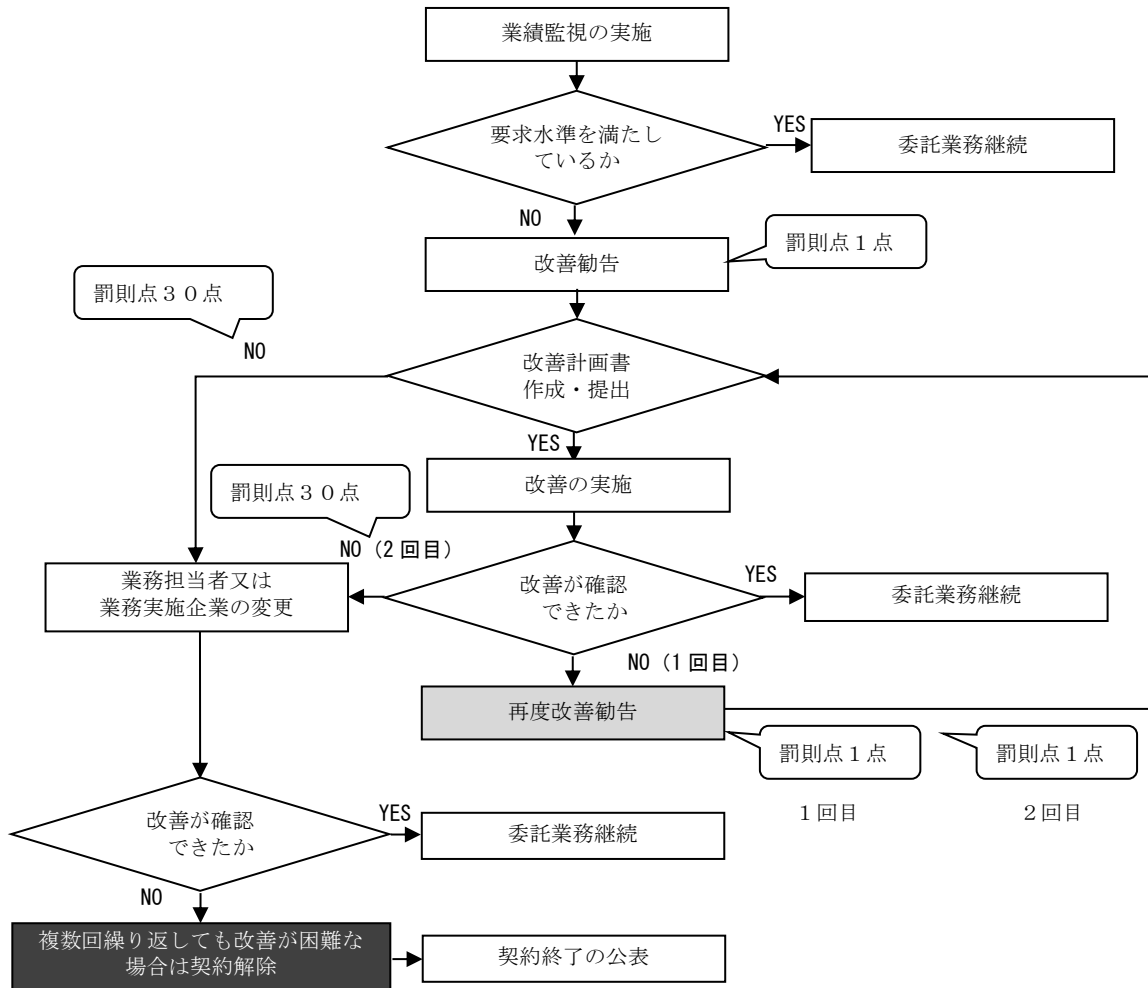 業績監視の実施
要求水準を満たし
ているか
YES
委託業務継続
NO
改善勧告
罰則点１点
罰則点３０点
NO
改善計画書
作成・提出
YES
改善の実施
罰則点３０点
NO（2回目）
業務担当者又は
業務実施企業の変更
改善が確認
できたか
YES
委託業務継続
NO（1回目）
再度改善勧告
罰則点１点
罰則点１点
１回目
２回目
改善が確認
できたか
YES
委託業務継続
NO
複数回繰り返しても改善が困難な
場合は契約解除
契約終了の公表